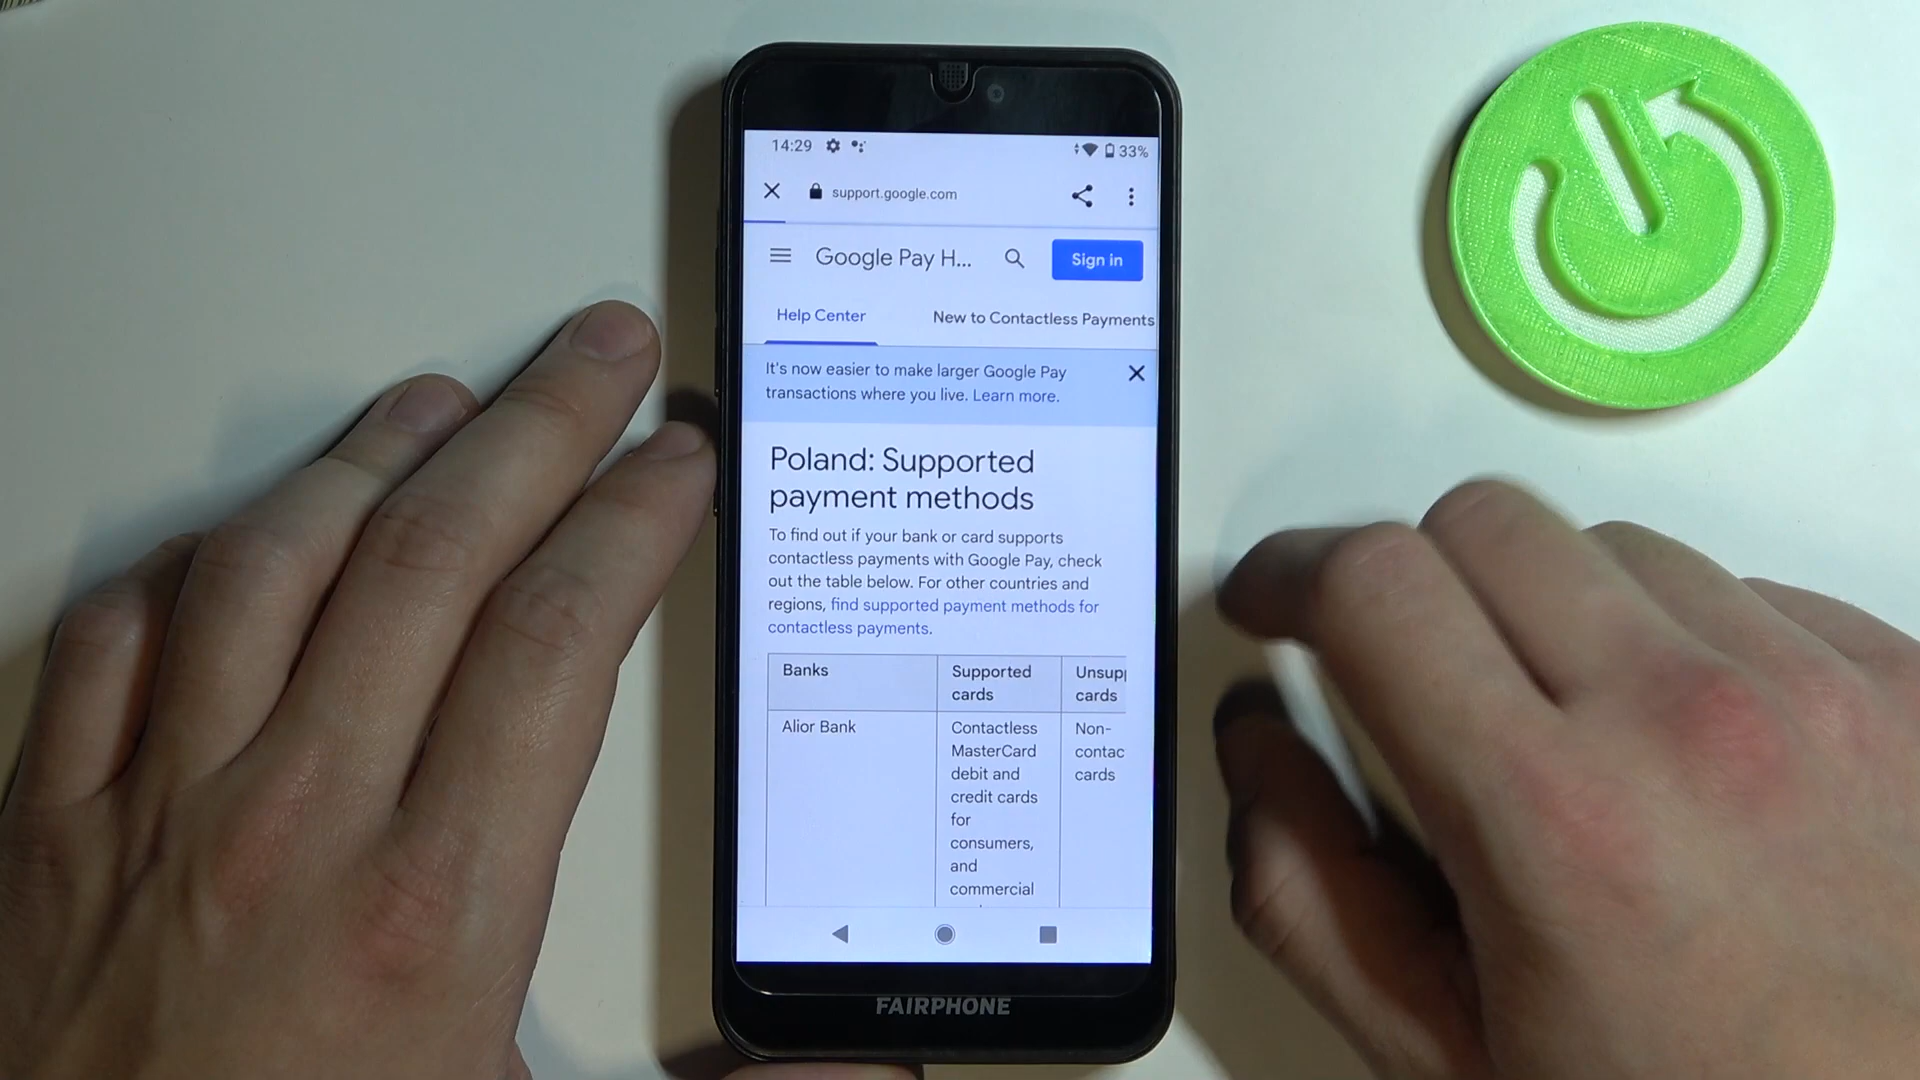 14:29
33%
support.google.com
Google Pay H...
Sign in
Help Center
New to Contactless Payments
It's now easier to make larger Google Pay
transactions where you live. Learn more.
Poland: Supported
payment methods
To find out if your bank or card supports
contactless payments with Google Pay, check
out the table below. For other countries and
regions, find supported payment methods for
contactless payments.
Banks
Supported
cards
Unsup
cards
Alior Bank
Contactless
MasterCard
debit and
credit cards
for
consumers,
and
commercial
Non-
contac
cards
FAIRPHONE